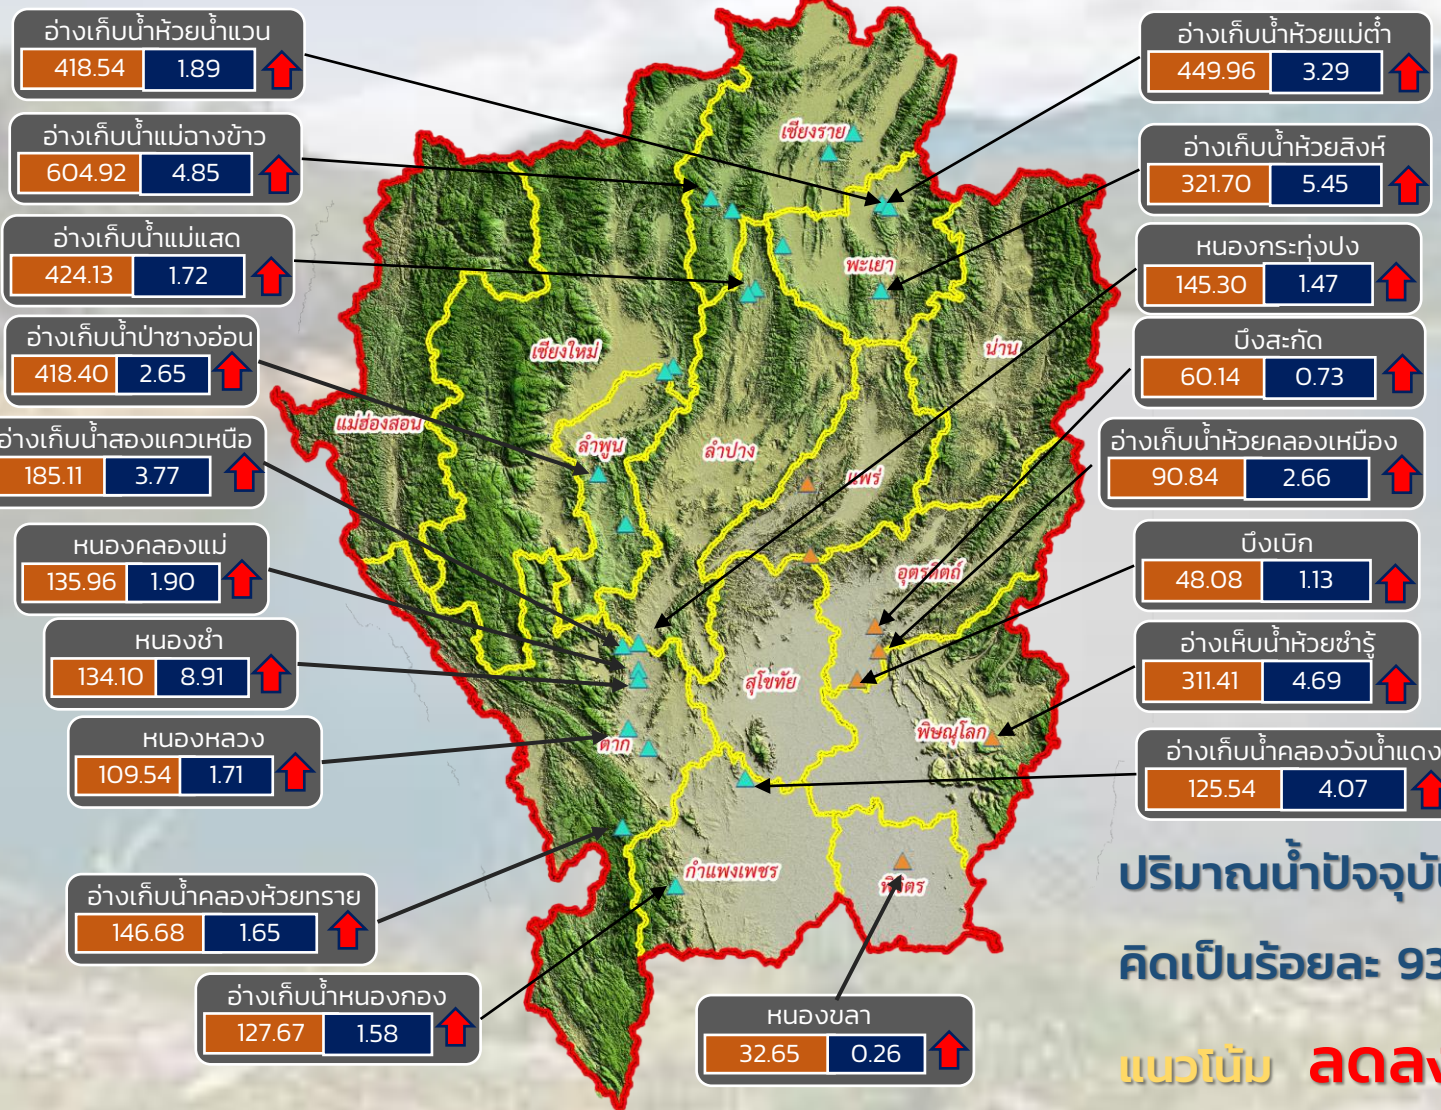 อ่างเก็บน้ำห้วยน้ำแวน
418.54 1.89
อ่างเก็บน้ำแม่ฉางข้าว
604.92 4.85
อ่างเก็บน้ำแม่แสด
424.13 1.72
อ่างเก็บน้ำป่าซางอ่อน
418.40 2.65
อ่างเก็บน้ำสองแควเหนือ
185.11 3.77
หนองคลองแม่
135.96 1.90
หนองชำ
134.10 8.91
หนองหลวง
109.54 1.71
อ่างเก็บน้ำคลองห้วยทราย
146.68 1.65
อ่างเก็บน้ำหนองกอง
127.67 1.58
หนองขลา
32.65 0.26
อ่างเก็บน้ำห้วยแม่ต๋ำ
449.96 3.29
อ่างเก็บน้ำห้วยสิงห์
321.70 5.45
หนองกระทุ่งปง
145.30 1.47
บึงสะกัด
60.14 0.73
อ่างเก็บน้ำห้วยคลองเหมือง
90.84 2.66
บึงเบิก
48.08 1.13
อ่างเห็บน้ำห้วยซำรู้
311.41 4.69
อ่างเก็บน้ำคลองวังน้ำแดง
125.54 4.07
เชียงราย
พะเยา
น่าน
เชียงใหม่
แม่ฮ่องสอน
ลำพูน
ลำปาง
แพร่
อุตรดิตถ์
สุโขทัย
ตาก
พิษณุโลก
กำแพงเพชร
พิจิตร
ปริมาณน้ำปัจจุบัน
คิดเป็นร้อยละ 93
แนวโน้ม ลดลง